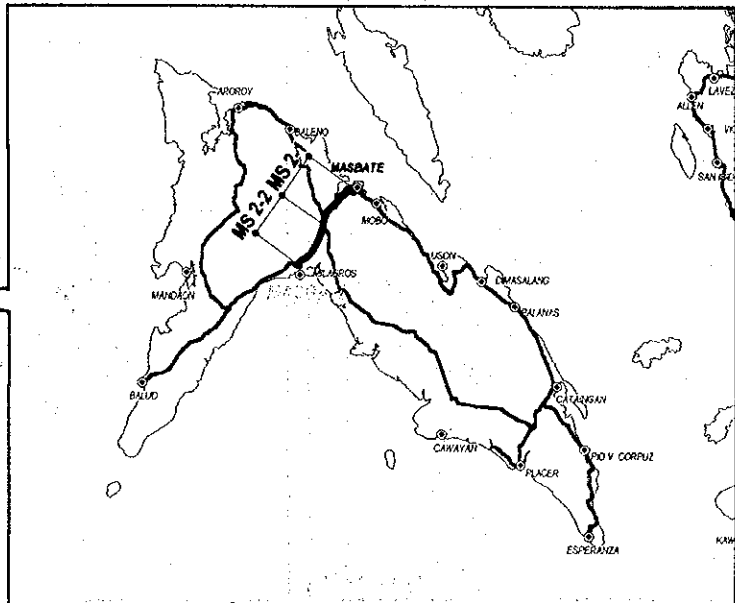 LAVEZ
ALLEN
AROROY
BALENO
MS 2-1
MASBATE
MS 2-2
MOBO
USON
MANDAON
DIMASALANG
PALANAS
BALUD
CATAINGAN
CAWAYAN
PIO V CORPUZ
PLACER
ESPERANZA
KAW